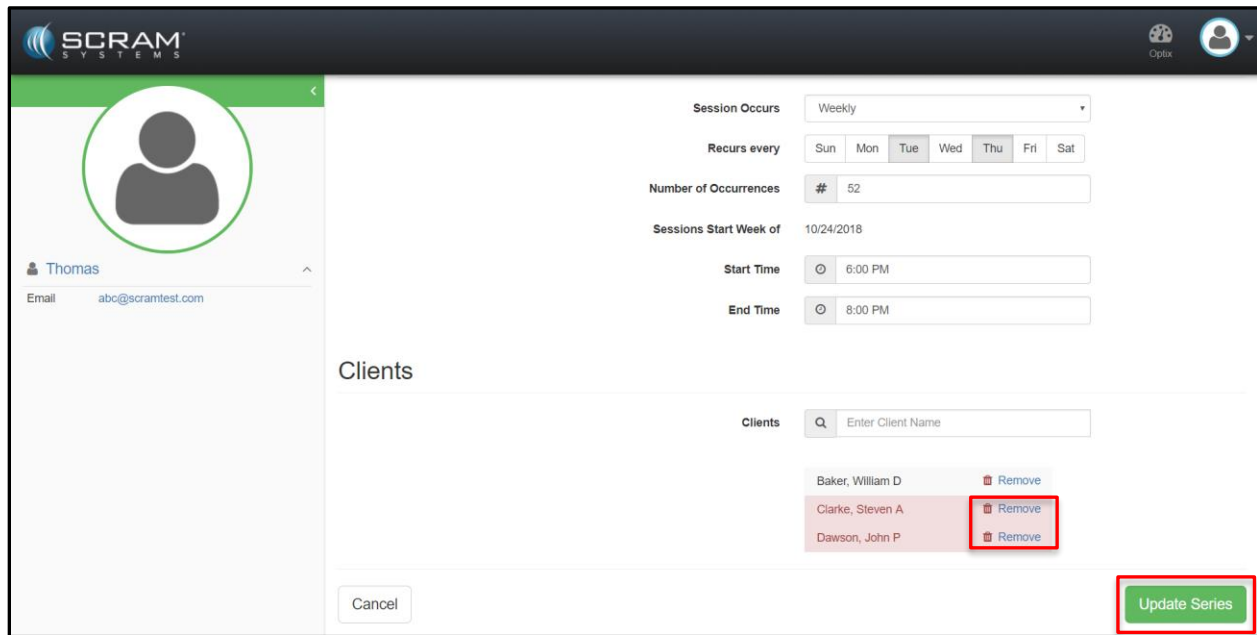 SCRAM
SYSTEMS
Optix
Thomas
Email abc@scramtest.com
Session Occurs Weekly
Recurs every Sun Mon Tue Wed Thu Fri Sat
Number of Occurrences # 52
Sessions Start Week of 10/24/2018
Start Time 6:00 PM
End Time 8:00 PM
Clients
Clients Enter Client Name
Baker, William D Remove
Clarke, Steven A Remove
Dawson, John P Remove
Cancel Update Series